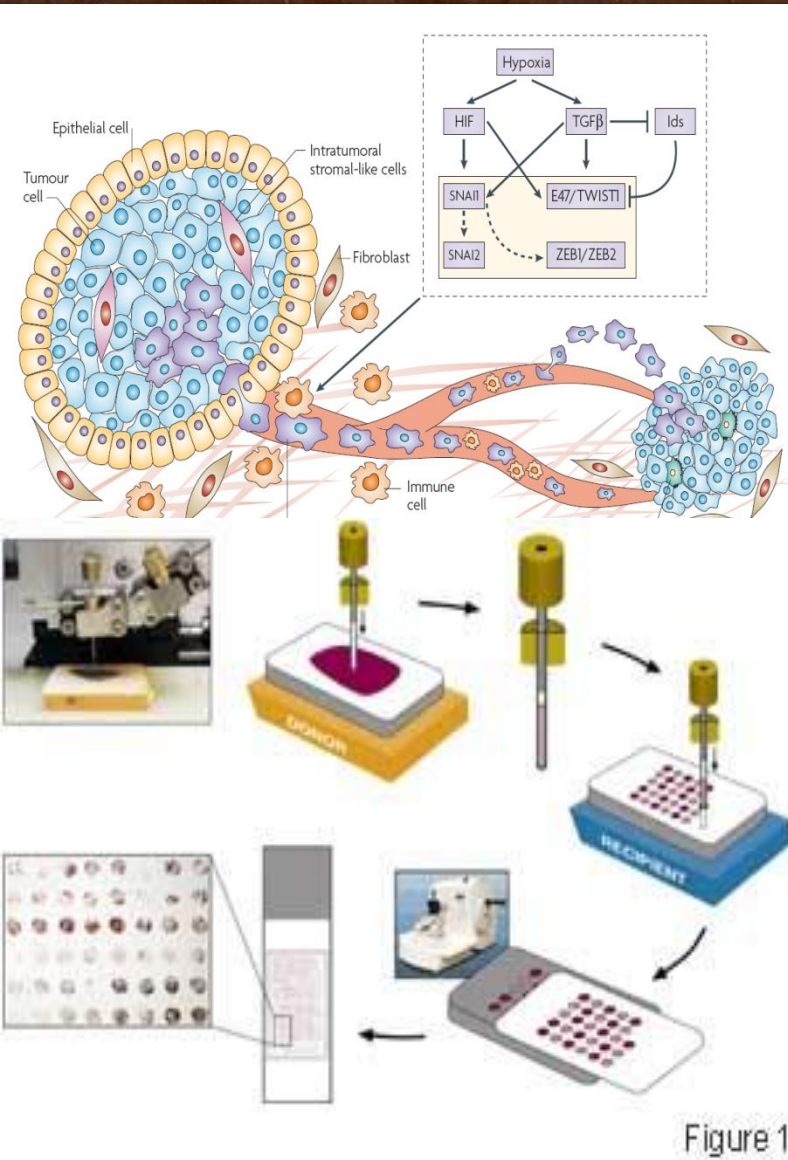 Hypoxia
HIF
TGFβ
Ids
SNAI1
E47/TWIST1
SNAI2
ZEB1/ZEB2
Epithelial cell
Tumour
cell
Intratumoral
stromal-like cells
Fibroblast
Immune
cell
DONOR
RECIPIENT
Figure 1